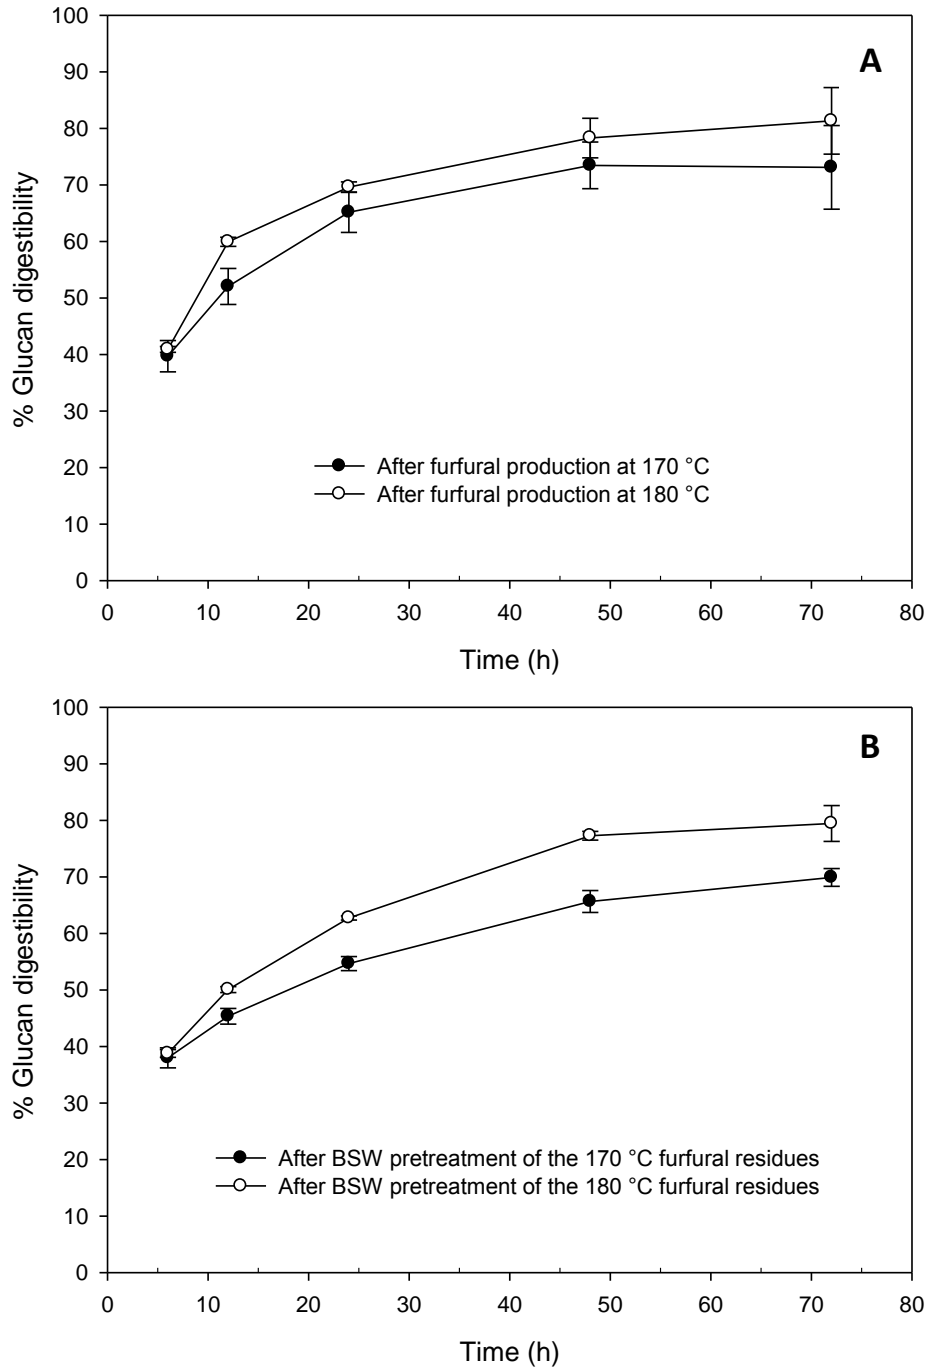 100
A
90
80
70
60
50
40
30
20
10
0
% Glucan digestibility
After furfural production at 170 °C
After furfural production at 180 °C
0 10 20 30 40 50 60 70 80
Time (h)
100
B
90
80
70
60
50
40
30
20
10
0
% Glucan digestibility
After BSW pretreatment of the 170 °C furfural residues
After BSW pretreatment of the 180 °C furfural residues
0 10 20 30 40 50 60 70 80
Time (h)